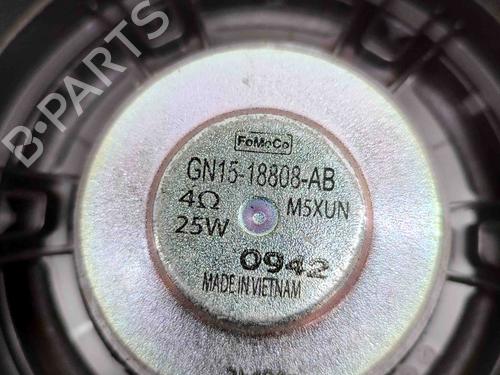 B-PARTS
FoMoCo
GN15-18808-AB
4Ω M5XUN
25W
0942
MADE IN VIETNAM